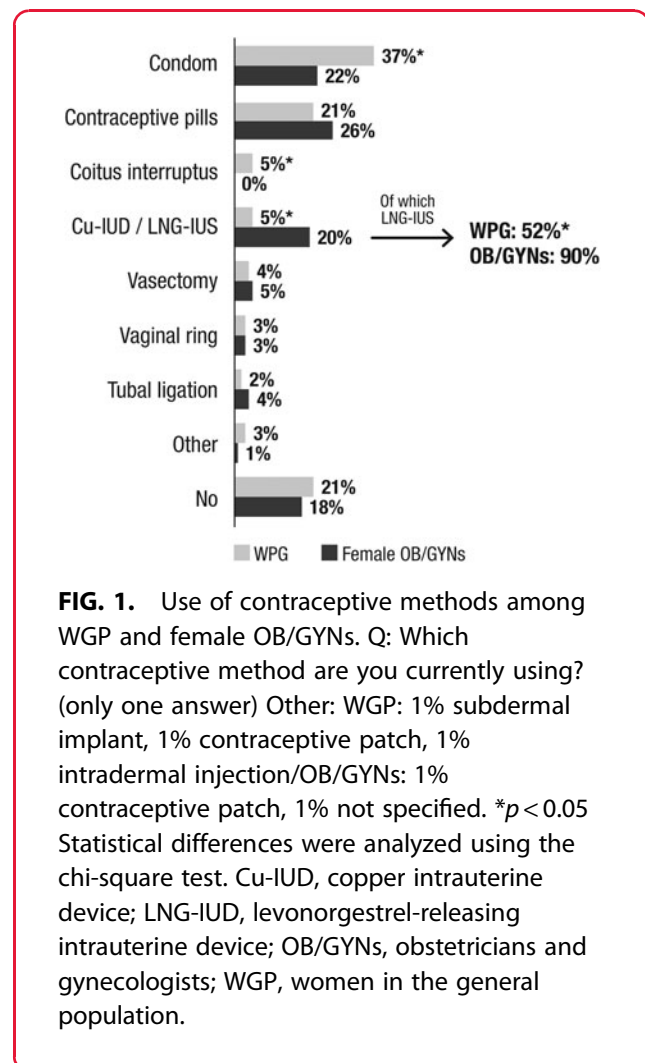 Condom
37%*
22%
Contraceptive pills
21%
26%
Coitus interruptus
5%*
0%
Cu-IUD / LNG-IUS
5%*
20%
Of which
LNG-IUS
WPG: 52%*
OB/GYNs: 90%
Vasectomy
4%
5%
Vaginal ring
3%
3%
Tubal ligation
2%
4%
Other
3%
1%
No
21%
18%
WPG
Female OB/GYNs
FIG. 1. Use of contraceptive methods among
WGP and female OB/GYNs. Q: Which
contraceptive method are you currently using?
(only one answer) Other: WGP: 1% subdermal
implant, 1% contraceptive patch, 1%
intradermal injection/OB/GYNs: 1%
contraceptive patch, 1% not specified. *p < 0.05
Statistical differences were analyzed using the
chi-square test. Cu-IUD, copper intrauterine
device; LNG-IUD, levonorgestrel-releasing
intrauterine device; OB/GYNs, obstetricians and
gynecologists; WGP, women in the general
population.